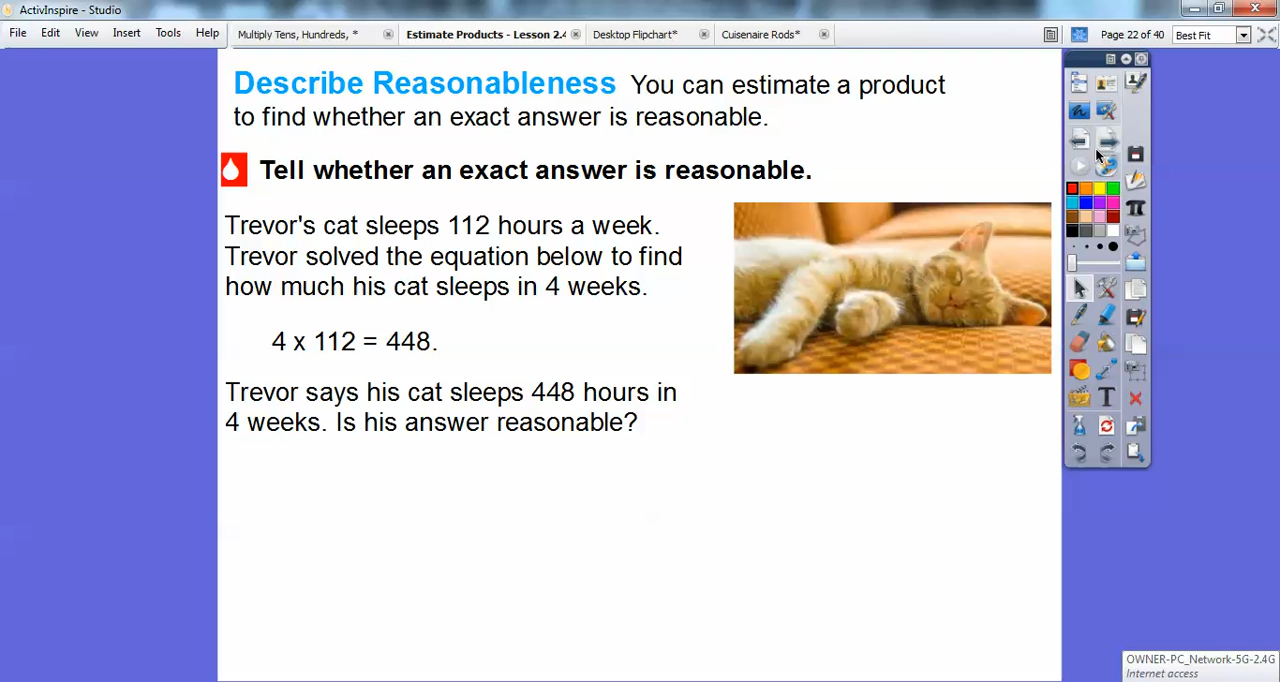 ActivInspire - Studio
File Edit View Insert Tools Help
Multiply Tens, Hundreds, * Estimate Products - Lesson 2.4 Desktop Flipchart* Cuisenaire Rods* Page 22 of 40 Best Fit
Describe Reasonableness You can estimate a product
to find whether an exact answer is reasonable.
Tell whether an exact answer is reasonable.
Trevor's cat sleeps 112 hours a week.
Trevor solved the equation below to find
how much his cat sleeps in 4 weeks.
4 x 112 = 448.
Trevor says his cat sleeps 448 hours in
4 weeks. Is his answer reasonable?
OWNER-PC_Network-5G-2.4G
Internet access